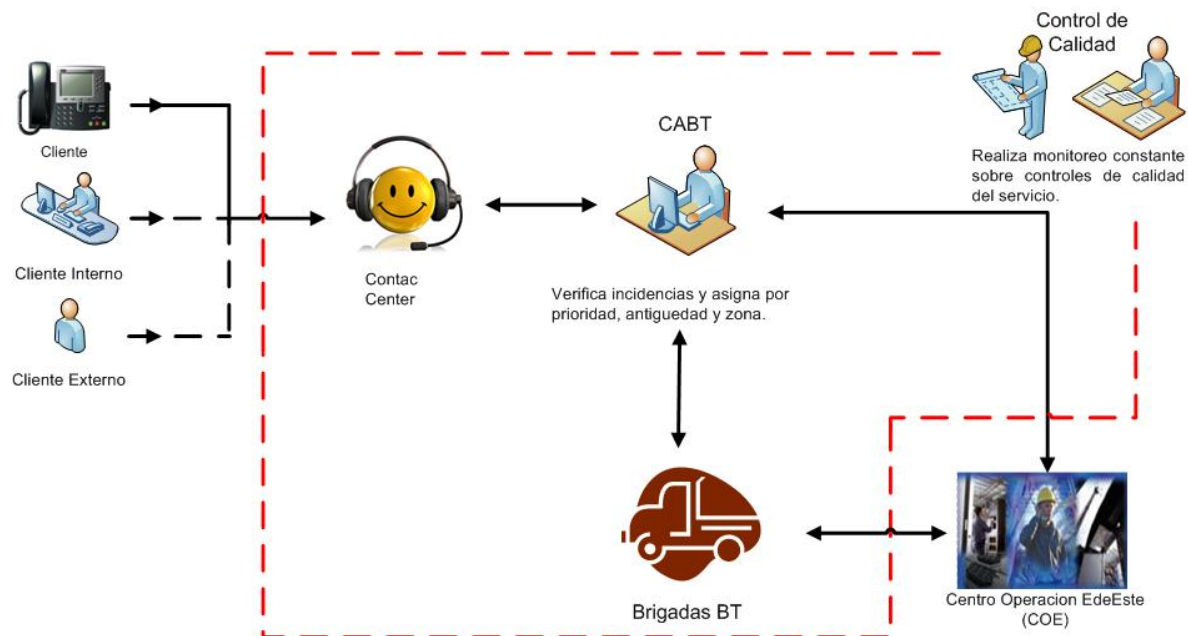 Control de
Calidad
Cliente
CABT
Realiza monitoreo constante
sobre controles de calidad
del servicio.
Cliente Interno
Contac
Center
Verifica incidencias y asigna por
prioridad, antiguedad y zona.
Cliente Externo
Brigadas BT
Centro Operacion EdeEste
(COE)